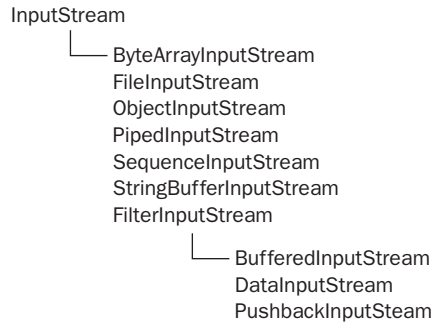 InputStream
ByteArrayInputStream
FileInputStream
ObjectInputStream
PipedInputStream
SequenceInputStream
StringBufferInputStream
FilterInputStream
BufferedInputStream
DataInputStream
PushbackInputSteam